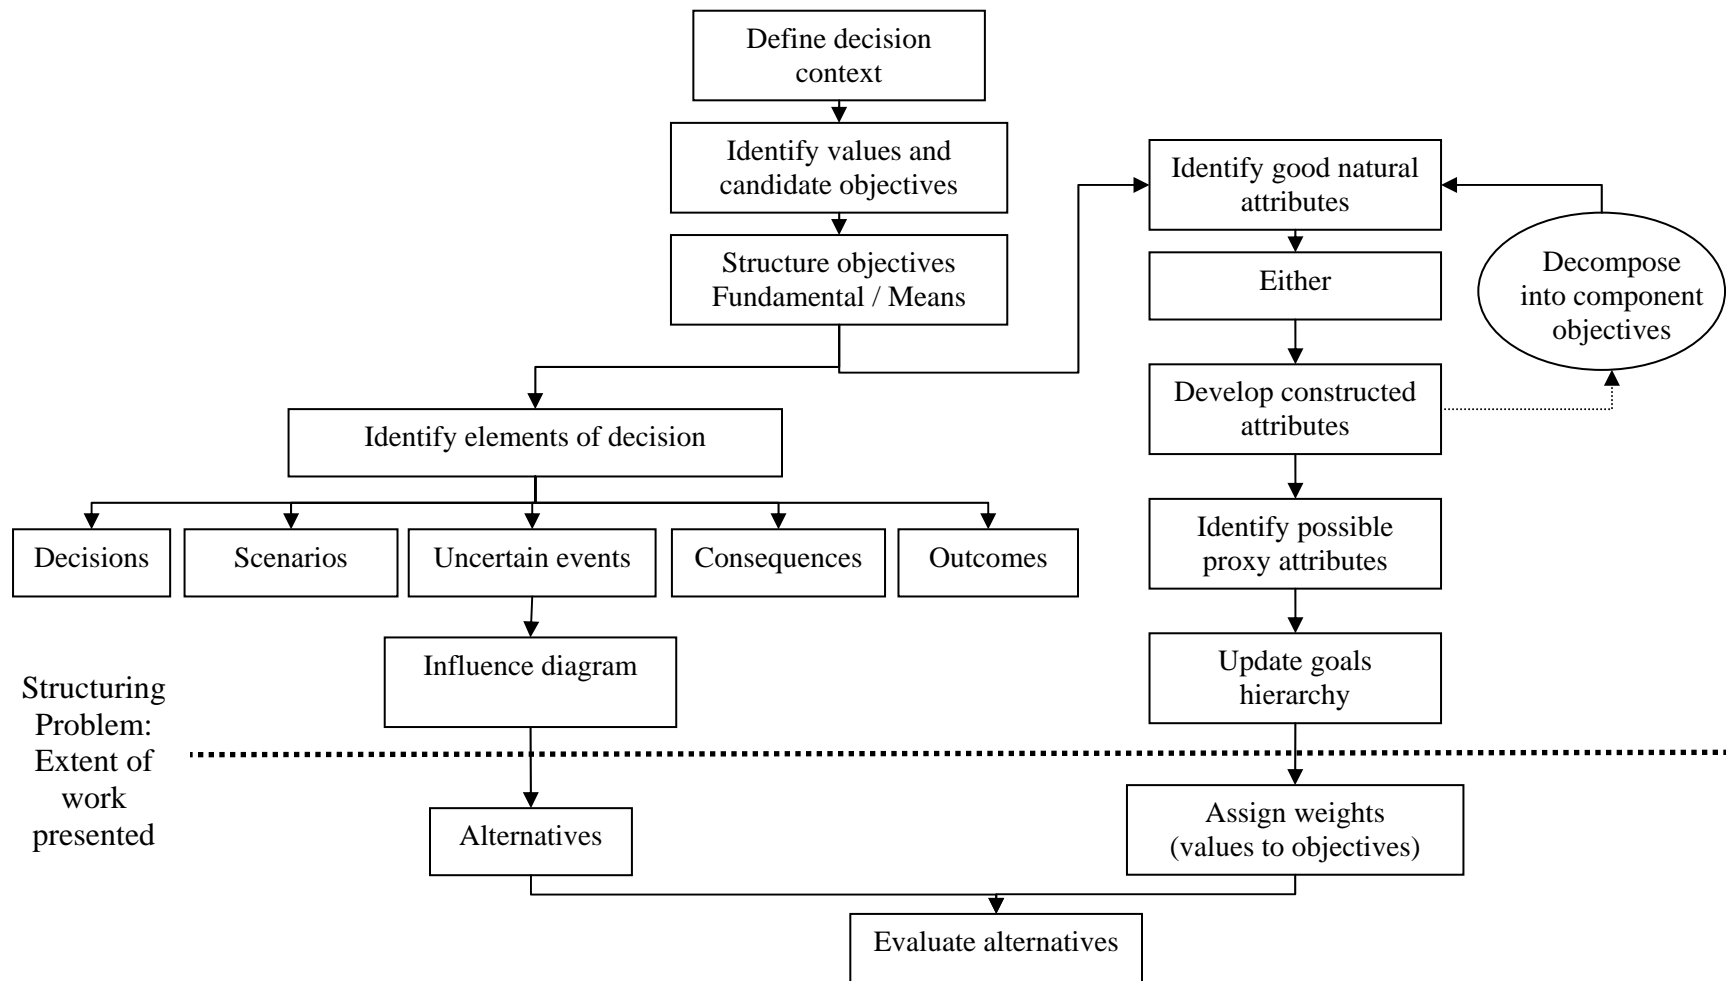 Define decision
context
Identify values and
candidate objectives
Structure objectives
Fundamental / Means
Identify good natural
attributes
Either
Decompose
into component
objectives
Develop constructed
attributes
Identify elements of decision
Decisions
Scenarios
Uncertain events
Consequences
Outcomes
Identify possible
proxy attributes
Influence diagram
Update goals
hierarchy
Structuring
Problem:
Extent of
work
presented
Alternatives
Assign weights
(values to objectives)
Evaluate alternatives